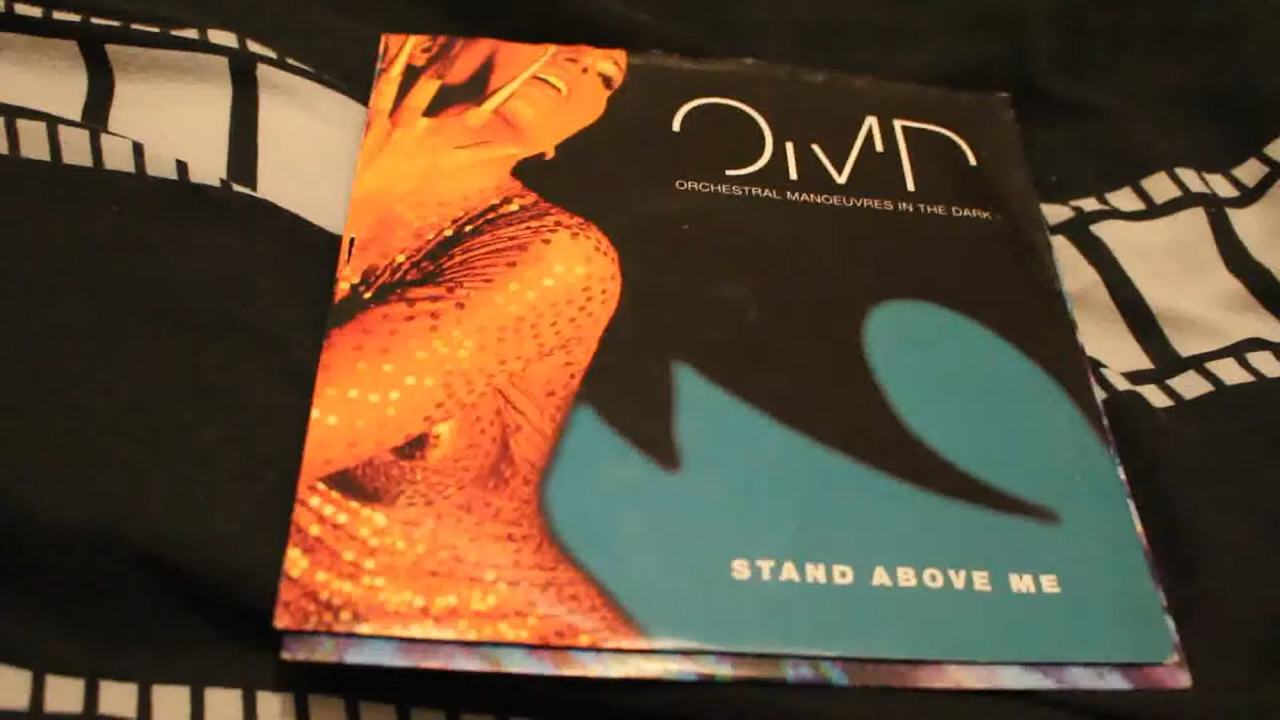 OMD
ORCHESTRAL MANOEUVRES IN THE DARK
STAND ABOVE ME